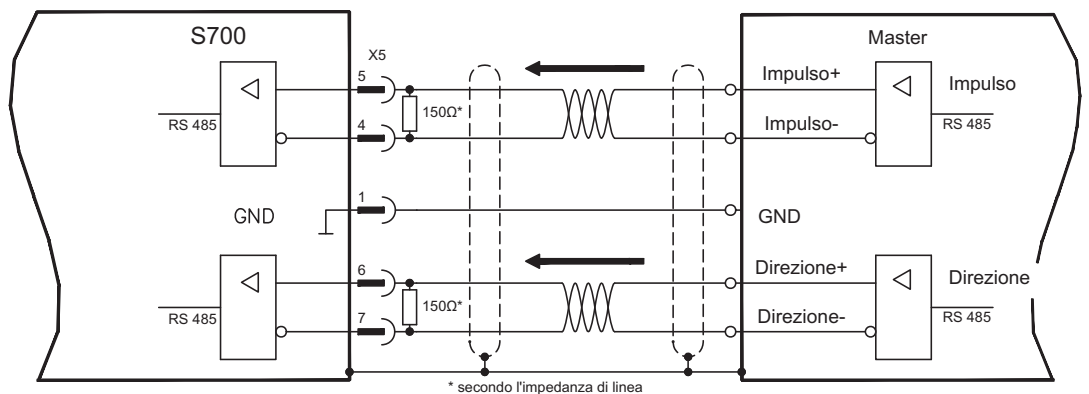 S700
Master
X5
5
Impulso+
Impulso
150Ω*
RS 485
4
Impulso-
RS 485
1
GND
GND
6
Direzione+
Direzione
150Ω*
RS 485
7
Direzione-
RS 485
* secondo l'impedanza di linea